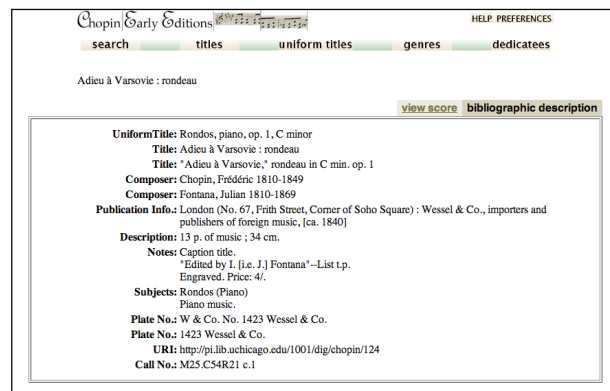 Chopin Early Editions
HELP PREFERENCES
search titles uniform titles genres dedicatees
Adieu à Varsovie : rondeau
view score bibliographic description
UniformTitle: Rondos, piano, op. 1, C minor
Title: Adieu à Varsovie : rondeau
Title: "Adieu à Varsovie," rondeau in C min. op. 1
Composer: Chopin, Frédéric 1810-1849
Composer: Fontana, Julian 1810-1869
Publication Info.: London (No. 67, Frith Street, Corner of Soho Square) : Wessel & Co., importers and
publishers of foreign music, [ca. 1840]
Description: 13 p. of music ; 34 cm.
Notes: Caption title.
"Edited by I. [i.e. J.] Fontana"--List t.p.
Engraved. Price: 4/.
Subjects: Rondos (Piano)
Piano music.
Plate No.: W & Co. No. 1423 Wessel & Co.
Plate No.: 1423 Wessel & Co.
URI: http://pi.lib.uchicago.edu/1001/dig/chopin/124
Call No.: M25.C54R21 c.1